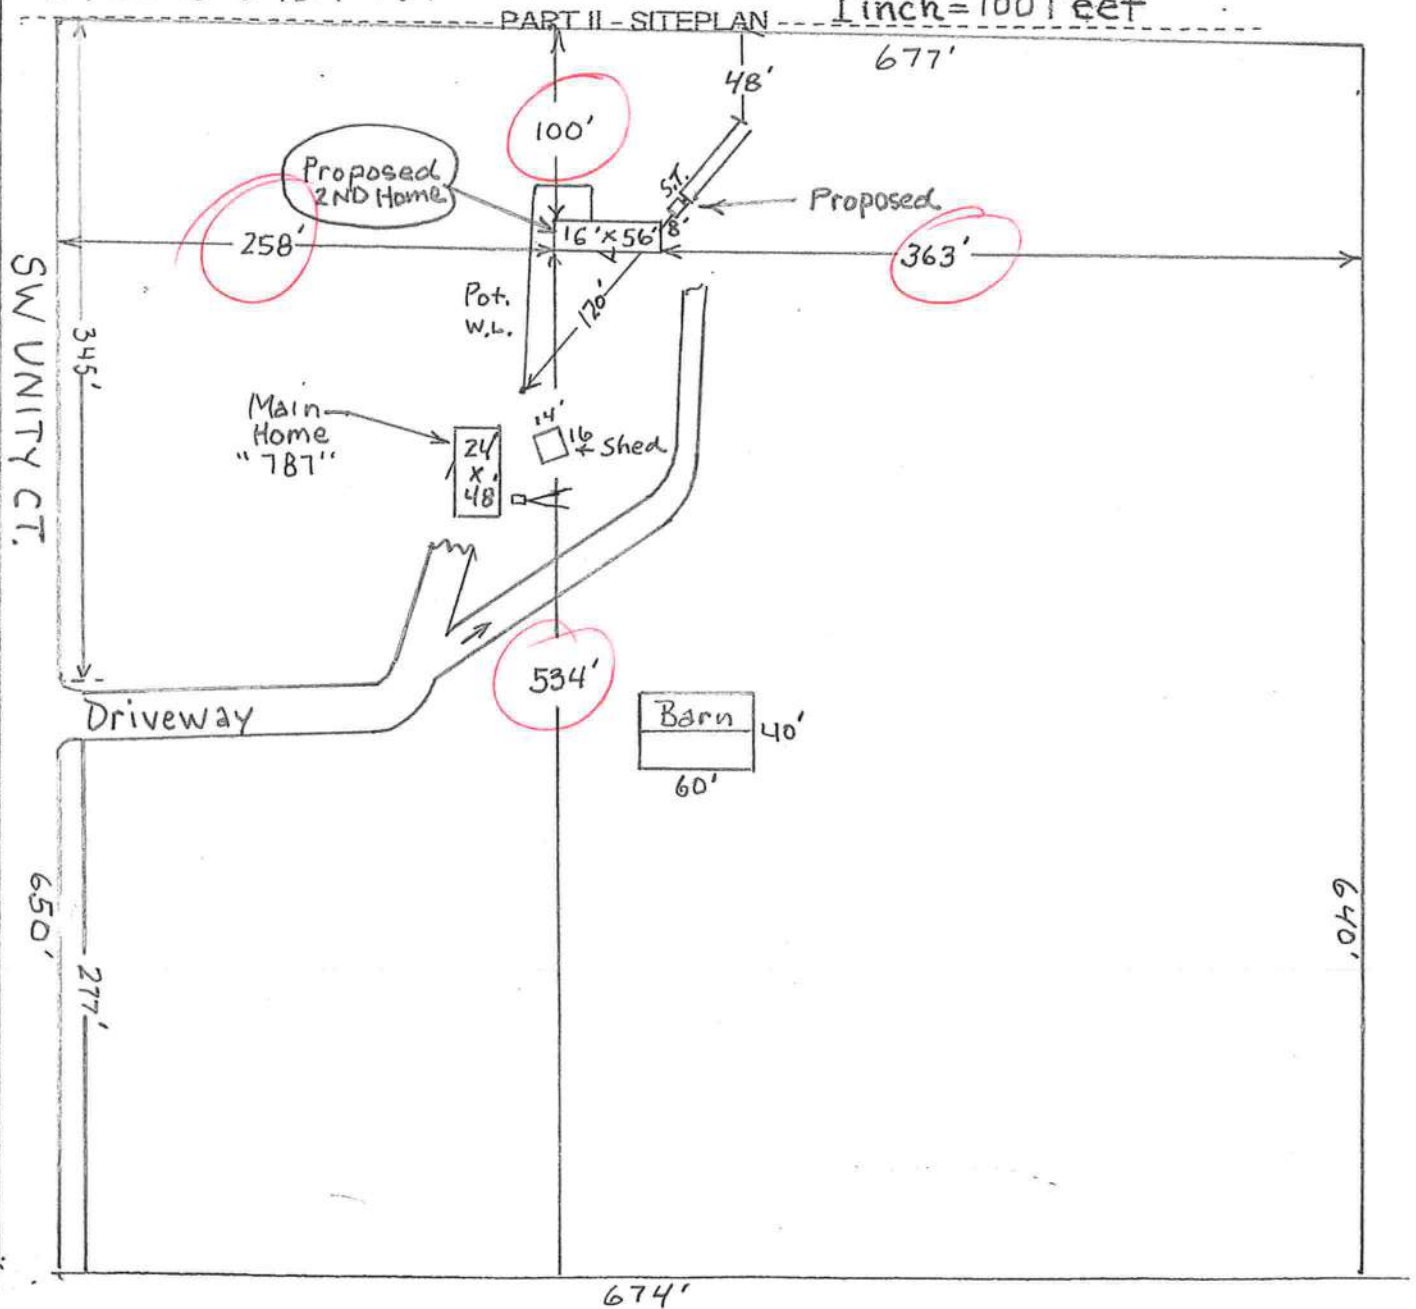 PART II - SITEPLAN
1 inch = 100 Feet
677'
48'
100'
Proposed
2ND Home
S.T.
Proposed
8'
16' x 56'
258'
363'
Pot.
W.L.
120'
345'
SW UNITY CT.
Main
Home
"787"
14'
16
Shed
24'
x
48'
534'
Driveway
Barn
40'
60'
650'
640'
277'
674'